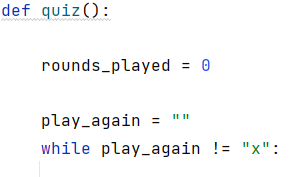 def quiz():
rounds_played = 0
play_again = ""
while play_again != "x":